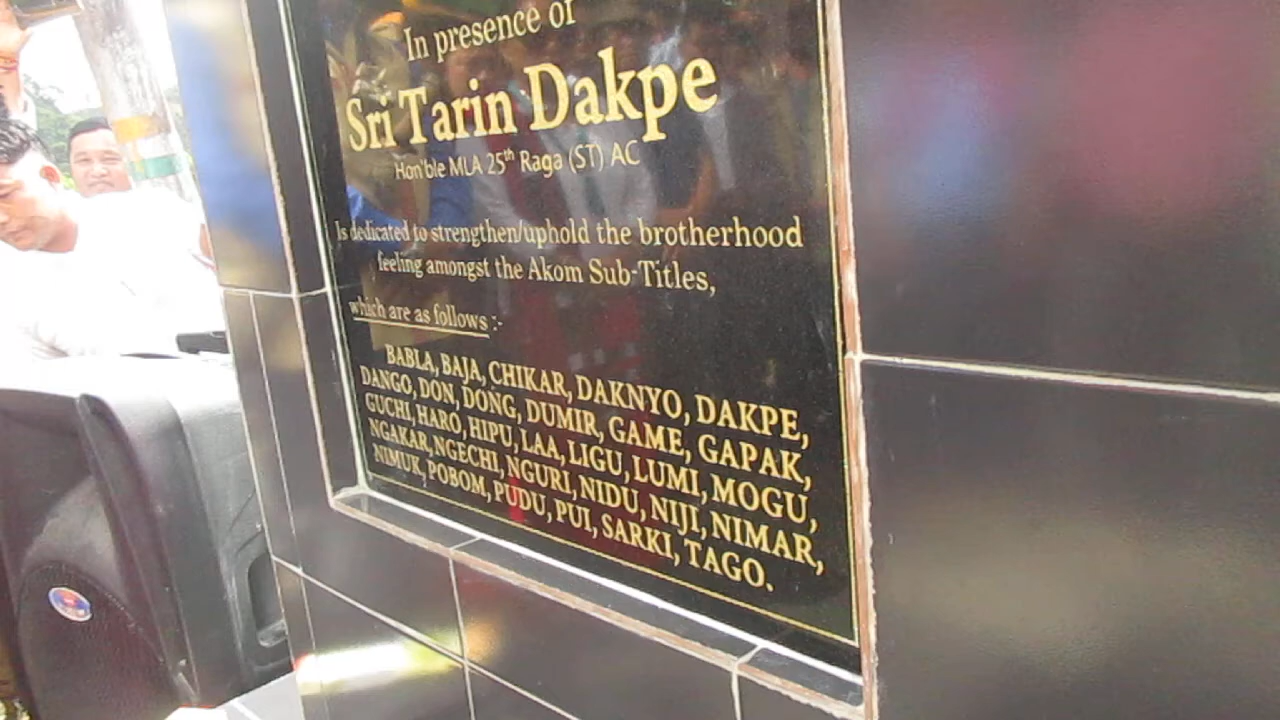 In presence of
Sri Tarin Dakpe
Hon'ble MLA 25th Raga (ST) AC
Is dedicated to strengthen/uphold the brotherhood
feeling amongst the Akom Sub-Titles,
which are as follows :-
BABLA, BAJA, CHIKAR, DAKNYO, DAKPE,
DANGO, DON, DONG, DUMIR, GAME, GAPAK,
GUCHI, HARO, HIPU, LAA, LIGU, LUMI, MOGU,
NGAKAR, NGECHI, NGURI, NIDU, NIJI, NIMAR,
NIMUK, POBOM, PUDU, PUI, SARKI, TAGO.